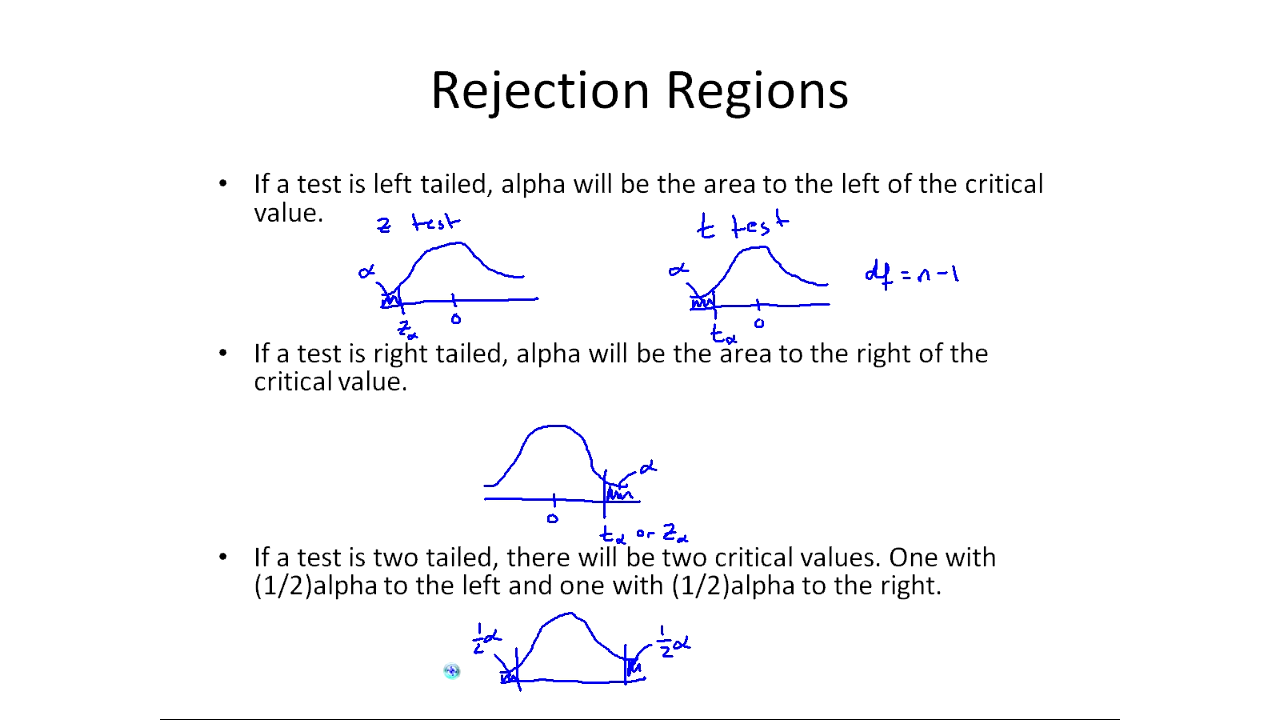 Rejection Regions
• If a test is left tailed, alpha will be the area to the left of the critical
value.
z test
t test
α
α
df = n-1
zα
0
tα
0
• If a test is right tailed, alpha will be the area to the right of the
critical value.
α
0
tα or zα
• If a test is two tailed, there will be two critical values. One with
(1/2)alpha to the left and one with (1/2)alpha to the right.
1/2 α
1/2 α